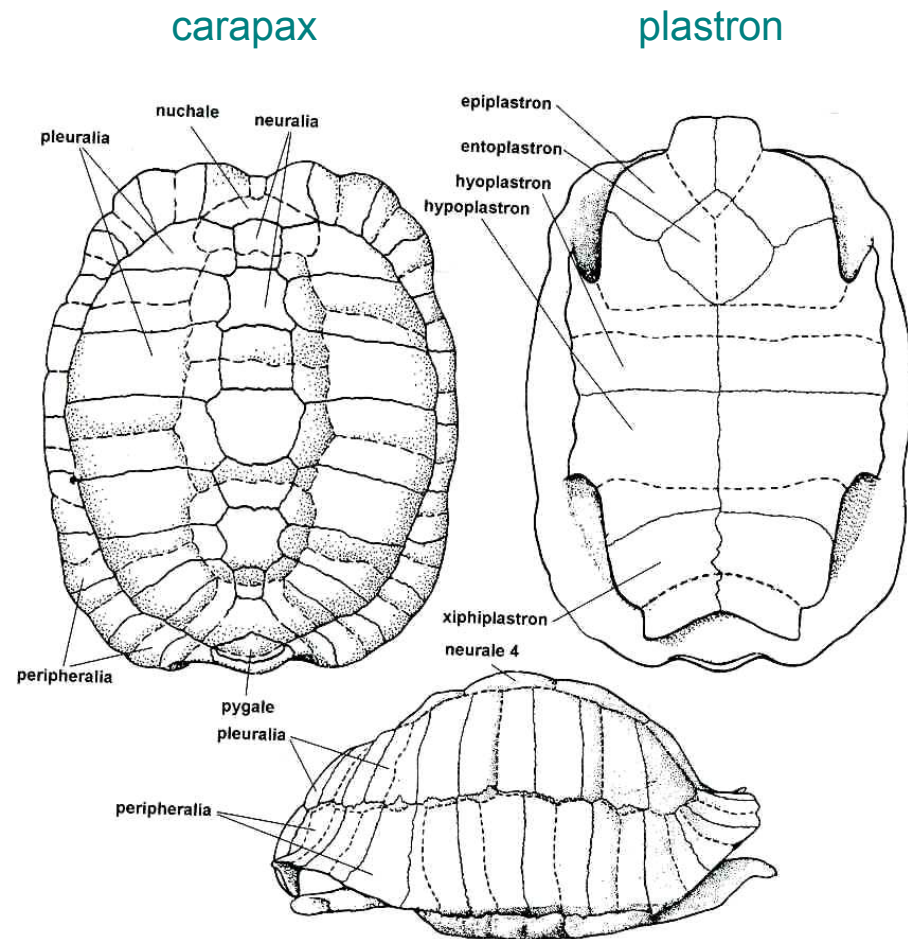 carapax
plastron
nuchale
neuralia
pleuralia
epiplastron
entoplastron
hyoplastron
hypoplastron
xiphiplastron
peripheralia
pygale
neurale 4
pleuralia
peripheralia